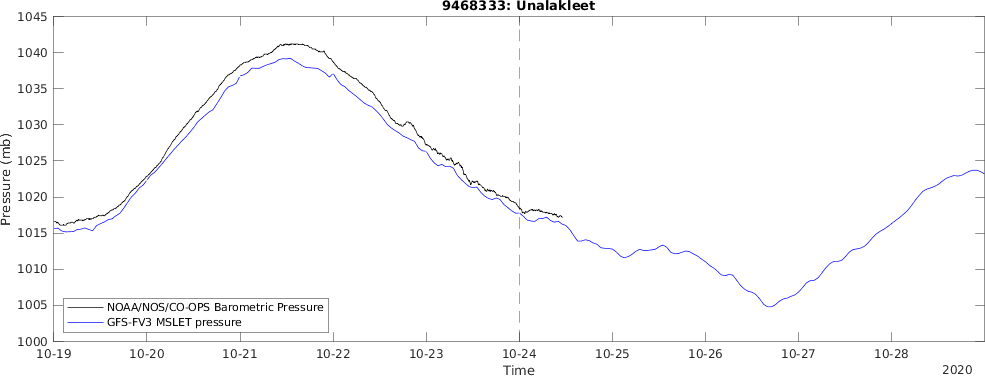 9468333: Unalakleet
1045
1040
1035
1030
1025
1020
1015
1010
1005
1000
Pressure (mb)
NOAA/NOS/CO-OPS Barometric Pressure
GFS-FV3 MSLET pressure
10-19 10-20 10-21 10-22 10-23 10-24 10-25 10-26 10-27 10-28
Time
2020